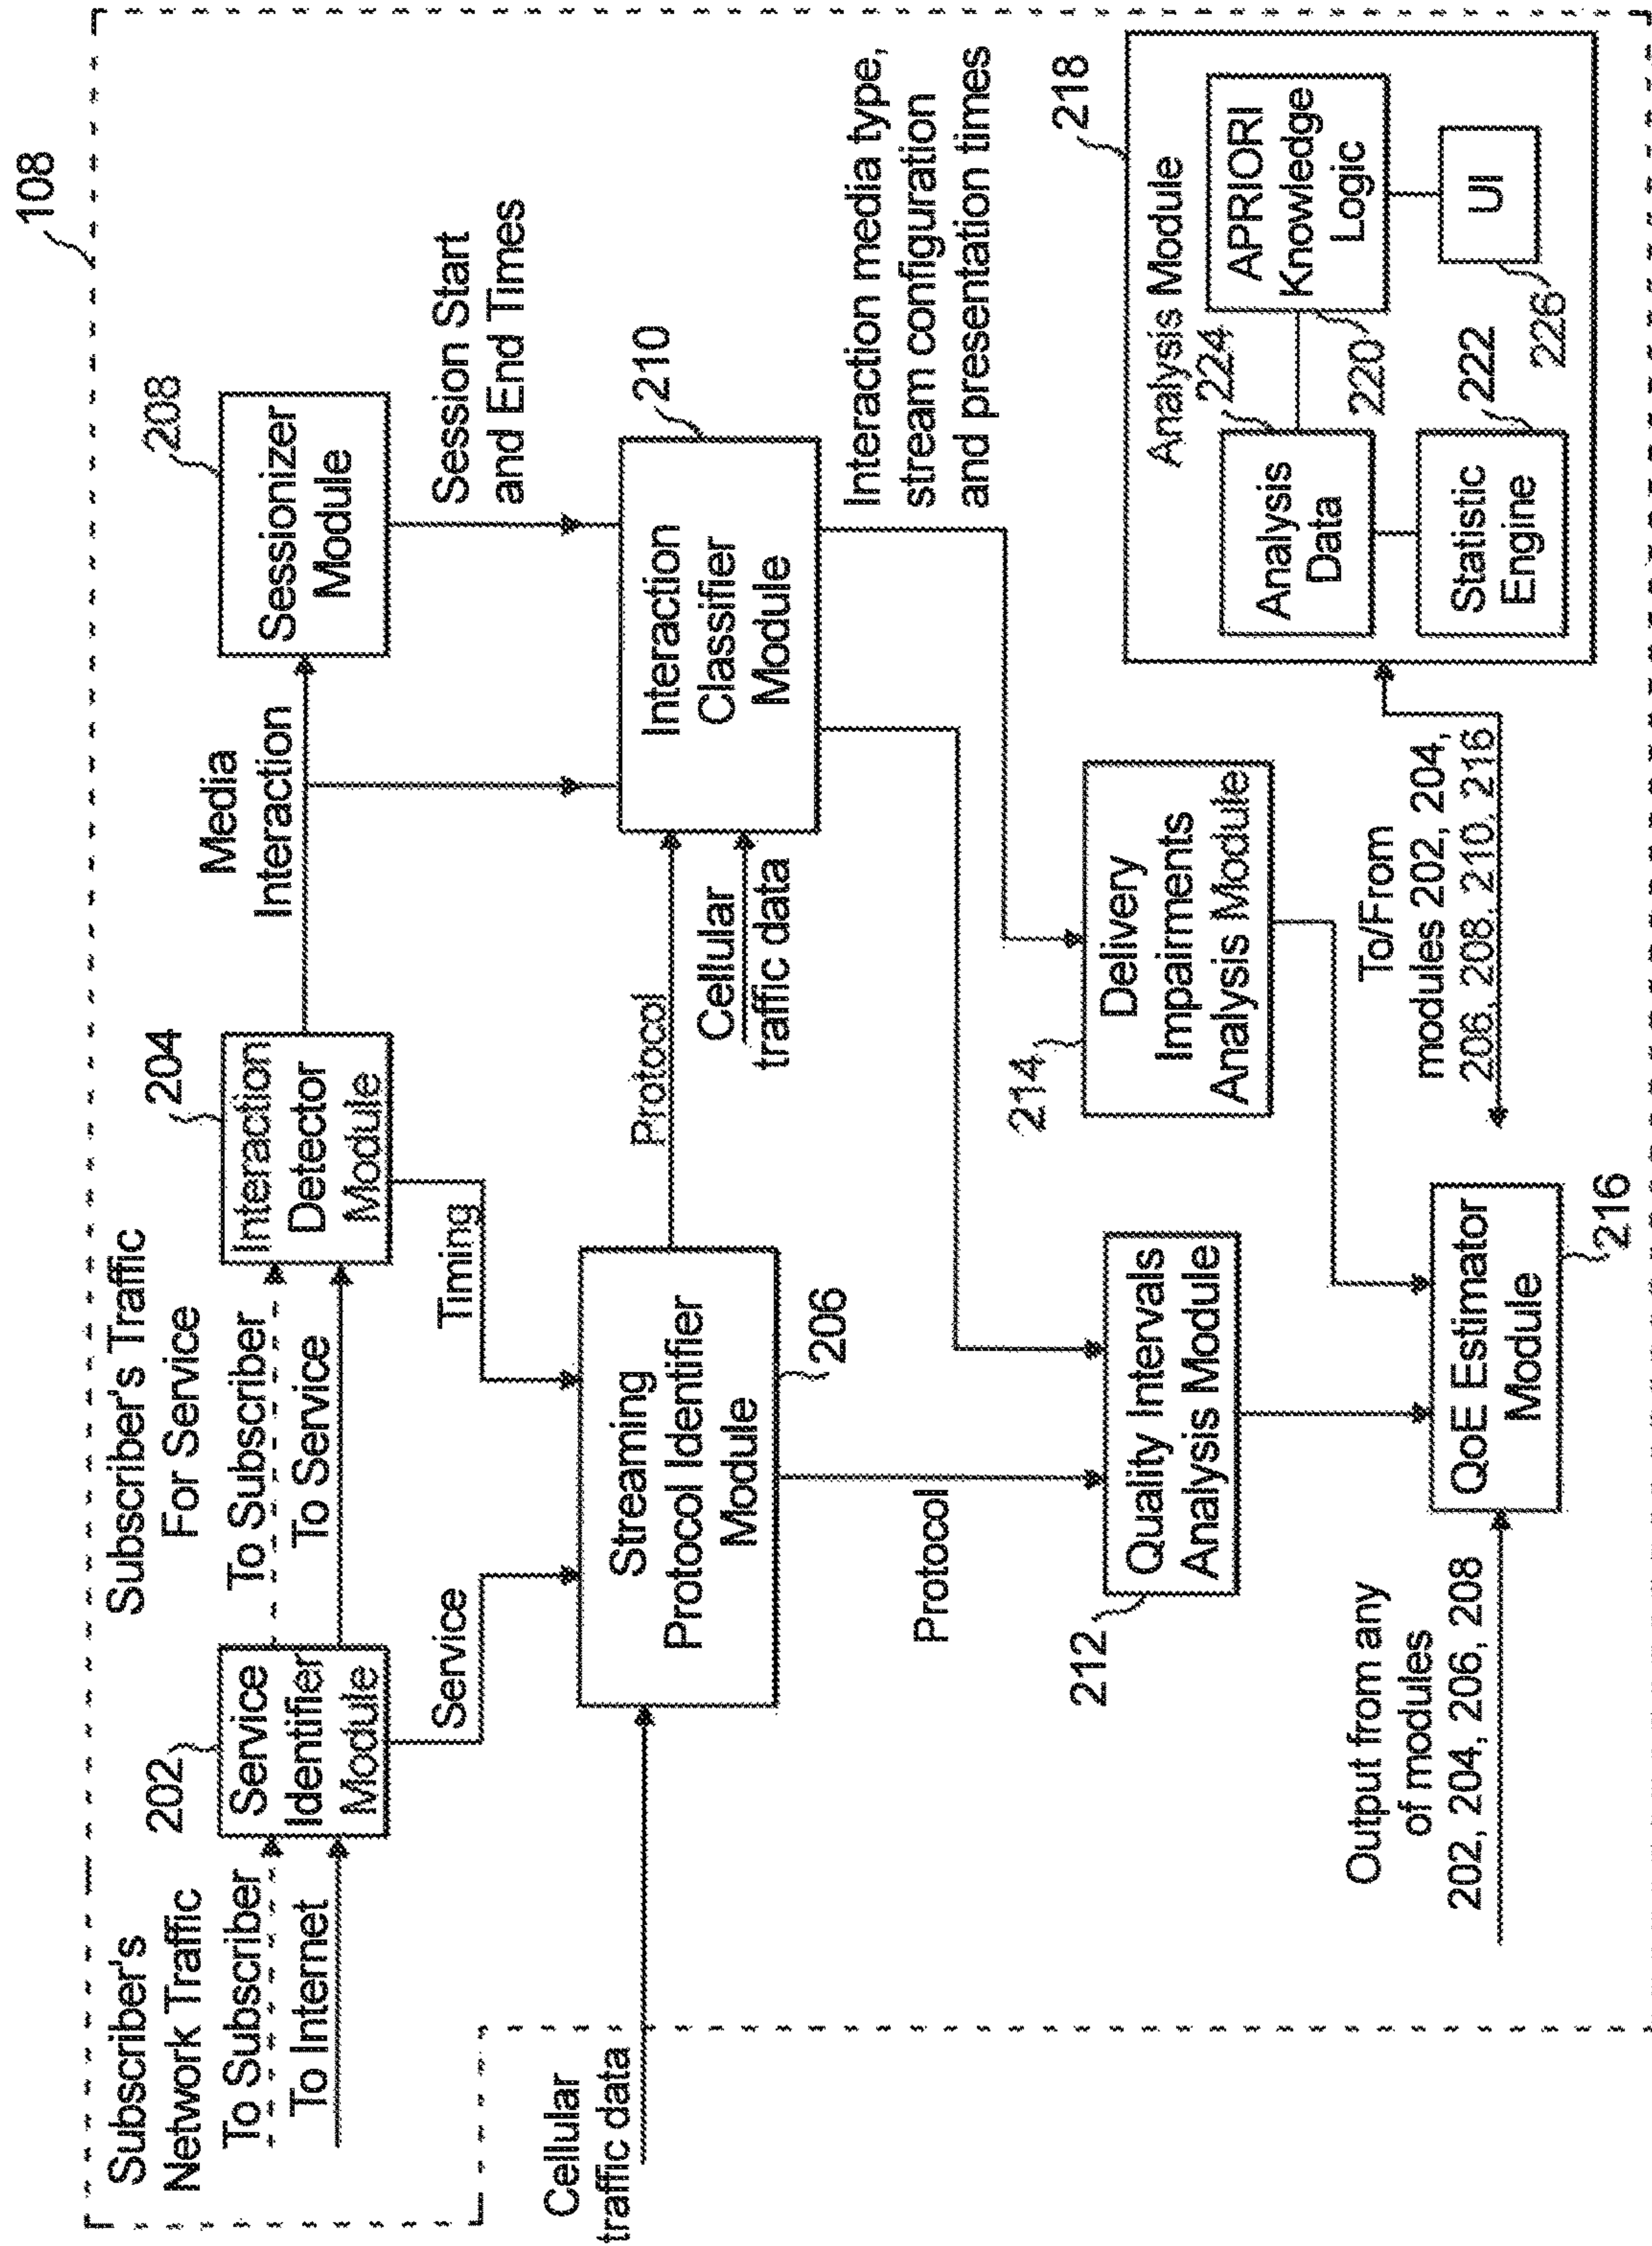 108
Subscriber's
Network Traffic
To Subscriber
To Internet
202
Service
Identifier
Module
Subscriber's Traffic
For Service
To Subscriber
To Service
204
Interaction
Detector
Module
Media
Interaction
208
Sessionizer
Module
Service
Timing
Session Start
and End Times
Cellular
traffic data
Streaming
Protocol Identifier
Module
206
Protocol
Cellular
traffic data
Interaction
Classifier
Module
210
Interaction media type,
stream configuration
and presentation times
Protocol
212
Quality Intervals
Analysis Module
214
Delivery
Impairments
Analysis Module
218
Analysis Module
224
Analysis
Data
APRIORI
Knowledge
Logic
220
Statistic
Engine
222
UI
226
To/From
modules 202, 204,
206, 208, 210, 216
Output from any
of modules
202, 204, 206, 208
QoE Estimator
Module
216